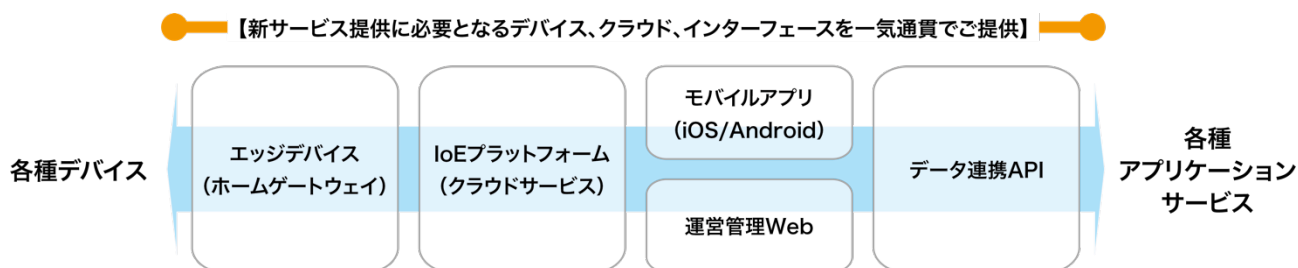 【新サービス提供に必要となるデバイス、クラウド、インターフェースを一気通貫でご提供】
各種デバイス
エッジデバイス
（ホームゲートウェイ）
IoEプラットフォーム
（クラウドサービス）
モバイルアプリ
（iOS/Android）
運営管理Web
データ連携API
各種
アプリケーション
サービス